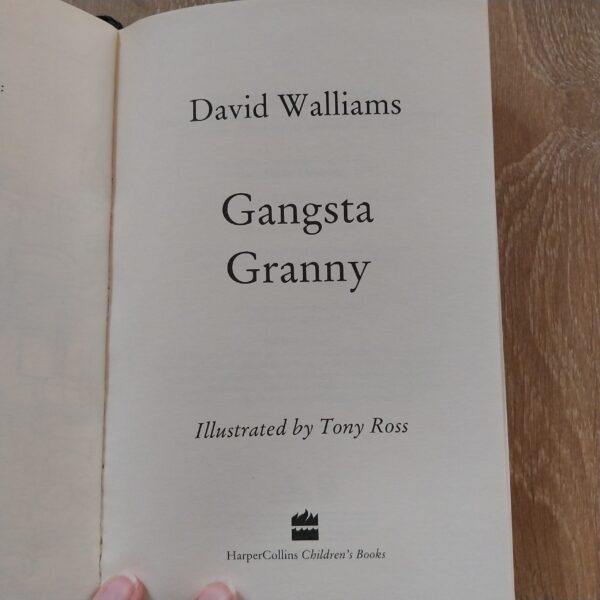 :
David Walliams
Gangsta
Granny
Illustrated by Tony Ross
HarperCollins Children's Books